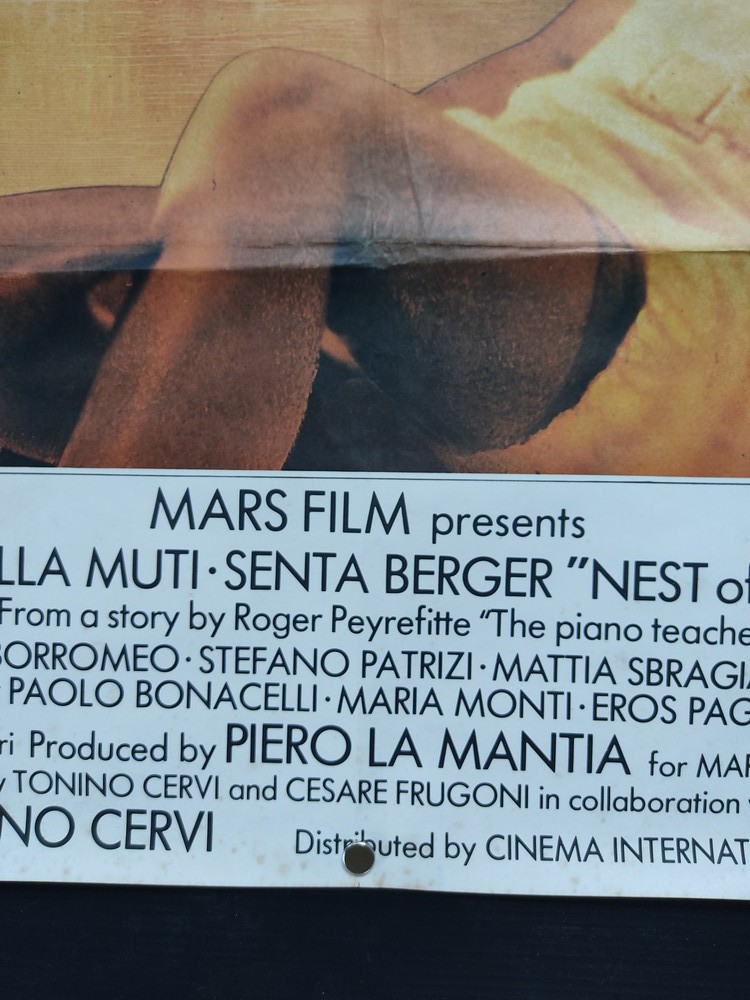 MARS FILM presents
LLA MUTI · SENTA BERGER "NEST of
From a story by Roger Peyrefitte "The piano teache
BORROMEO · STEFANO PATRIZI · MATTIA SBRAGIA
PAOLO BONACELLI · MARIA MONTI · EROS PAG
ri Produced by PIERO LA MANTIA for MAR
y TONINO CERVI and CESARE FRUGONI in collaboration
NO CERVI Distributed by CINEMA INTERNAT